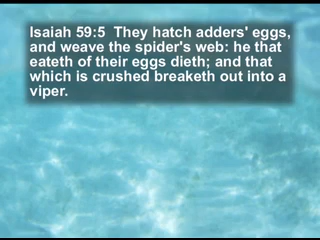 Isaiah 59:5  They hatch adders' eggs,
and weave the spider's web: he that
eateth of their eggs dieth; and that
which is crushed breaketh out into a
viper.